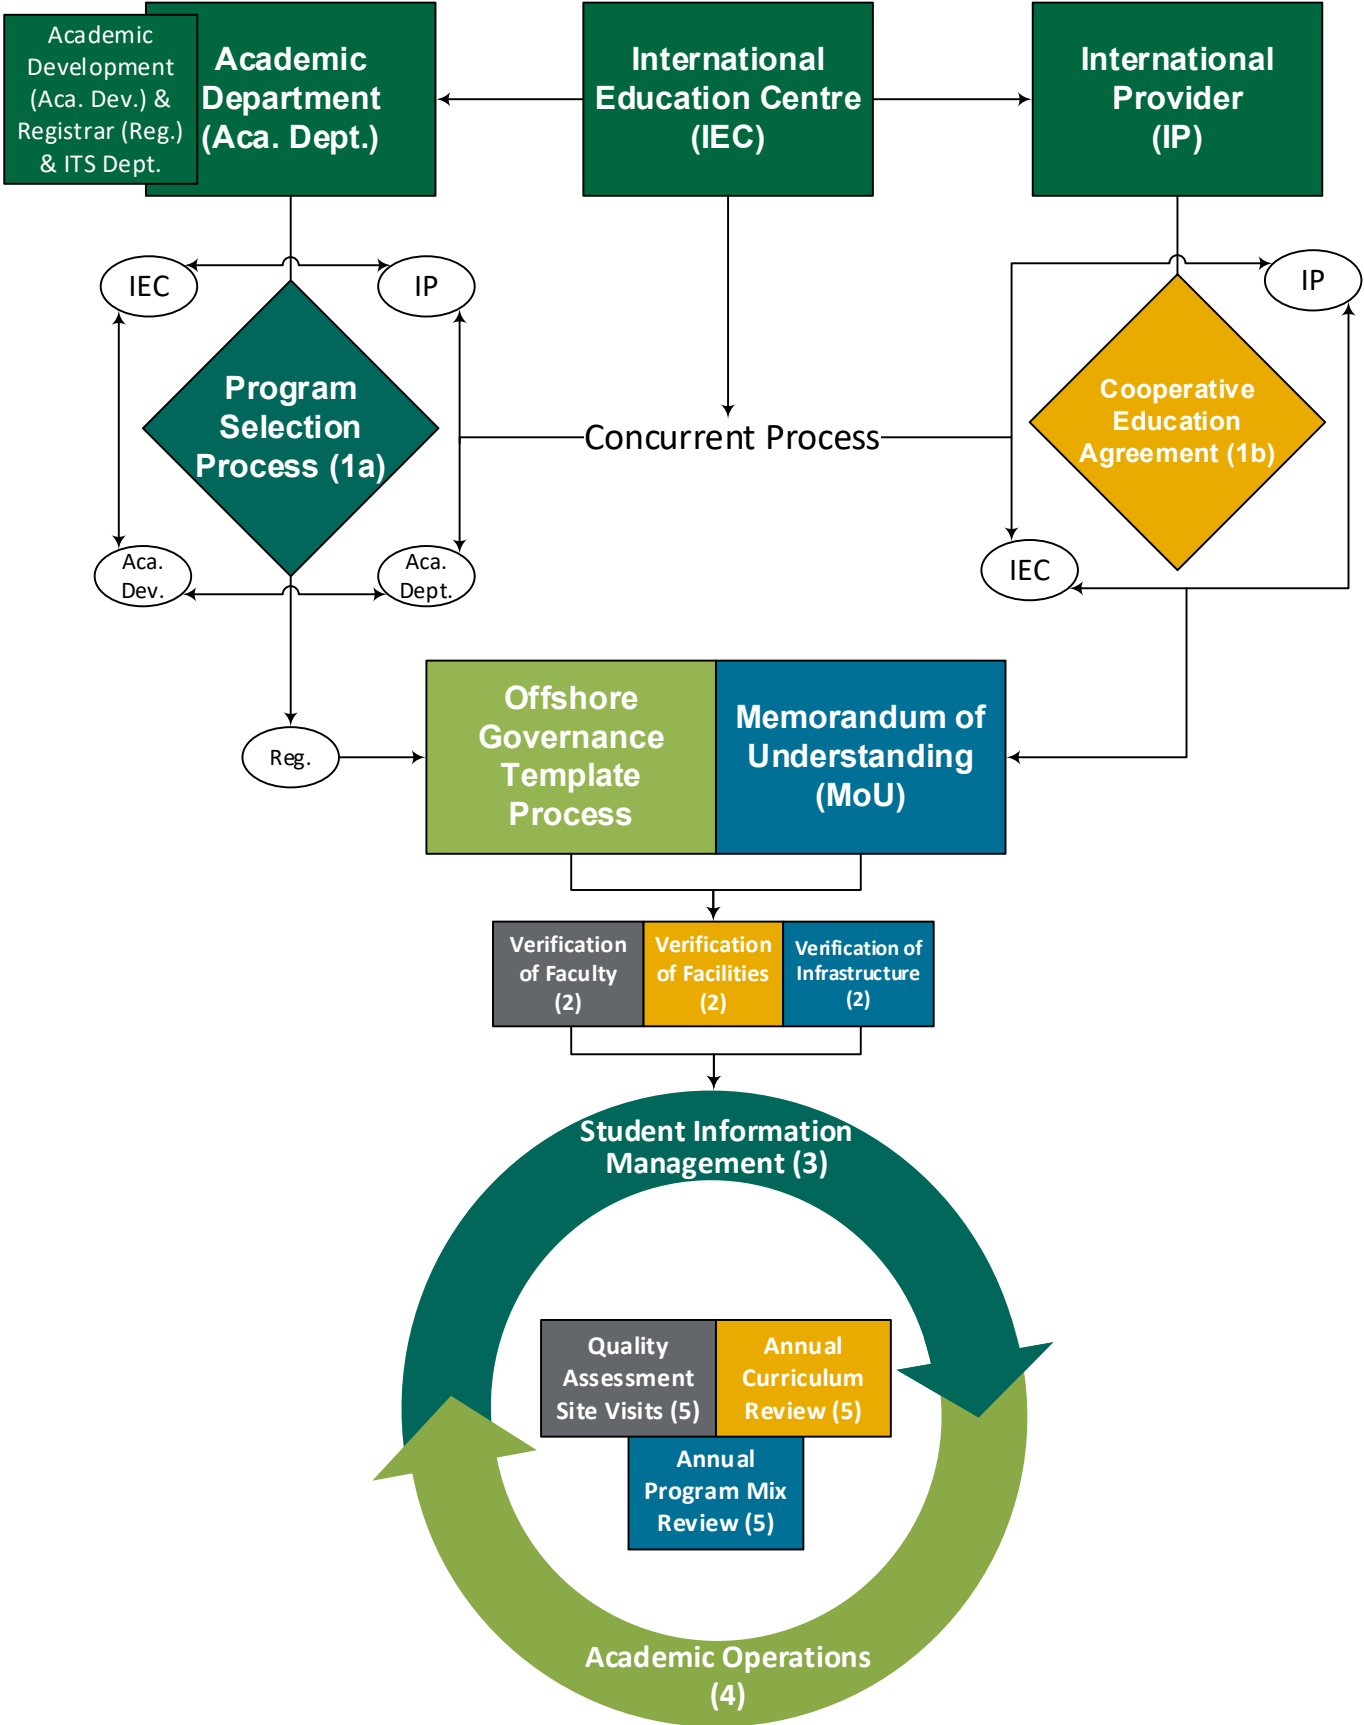 Academic
Development
(Aca. Dev.) &
Registrar (Reg.)
& ITS Dept.
Academic
Department
(Aca. Dept.)
International
Education Centre
(IEC)
International
Provider
(IP)
IEC
IP
IP
Program
Selection
Process (1a)
Concurrent Process
Cooperative
Education
Agreement (1b)
Aca.
Dev.
Aca.
Dept.
IEC
Reg.
Offshore
Governance
Template
Process
Memorandum of
Understanding
(MoU)
Verification
of Faculty
(2)
Verification
of Facilities
(2)
Verification of
Infrastructure
(2)
Student Information
Management (3)
Quality
Assessment
Site Visits (5)
Annual
Curriculum
Review (5)
Annual
Program Mix
Review (5)
Academic Operations
(4)